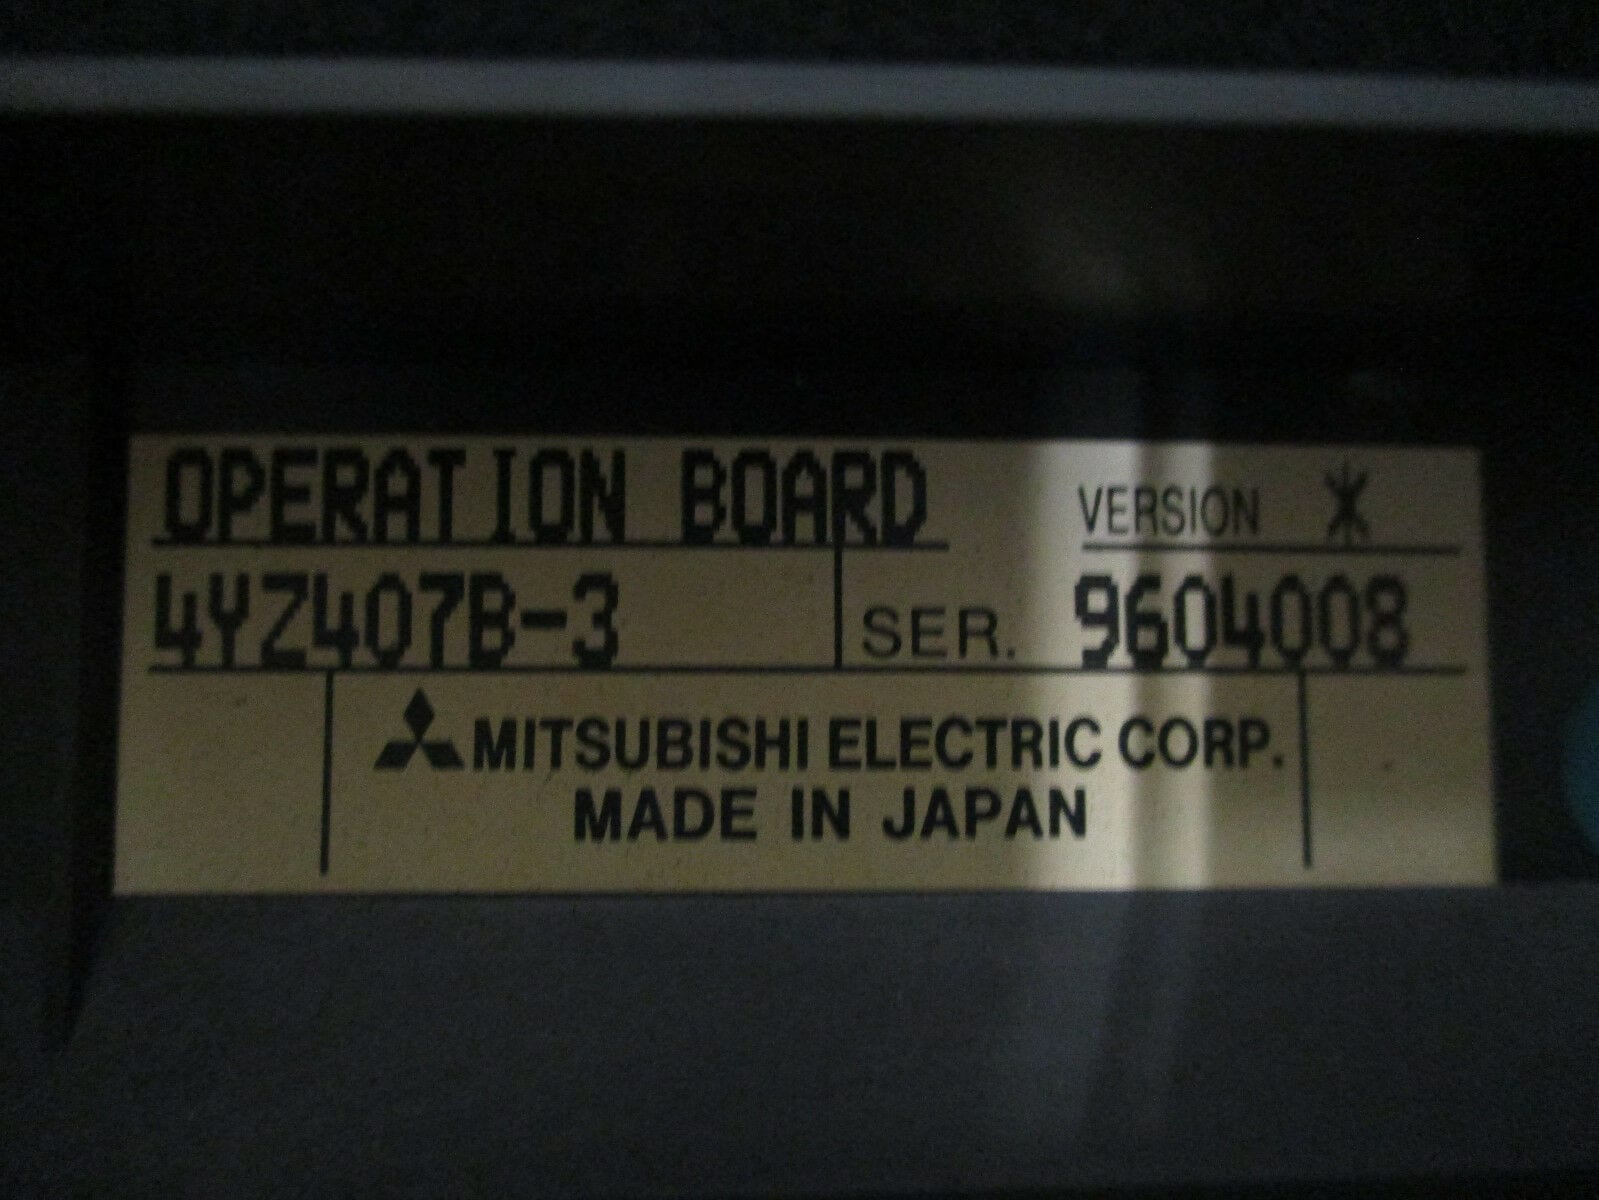 OPERATION BOARD VERSION *
4YZ407B-3 SER. 9604008
MITSUBISHI ELECTRIC CORP.
MADE IN JAPAN